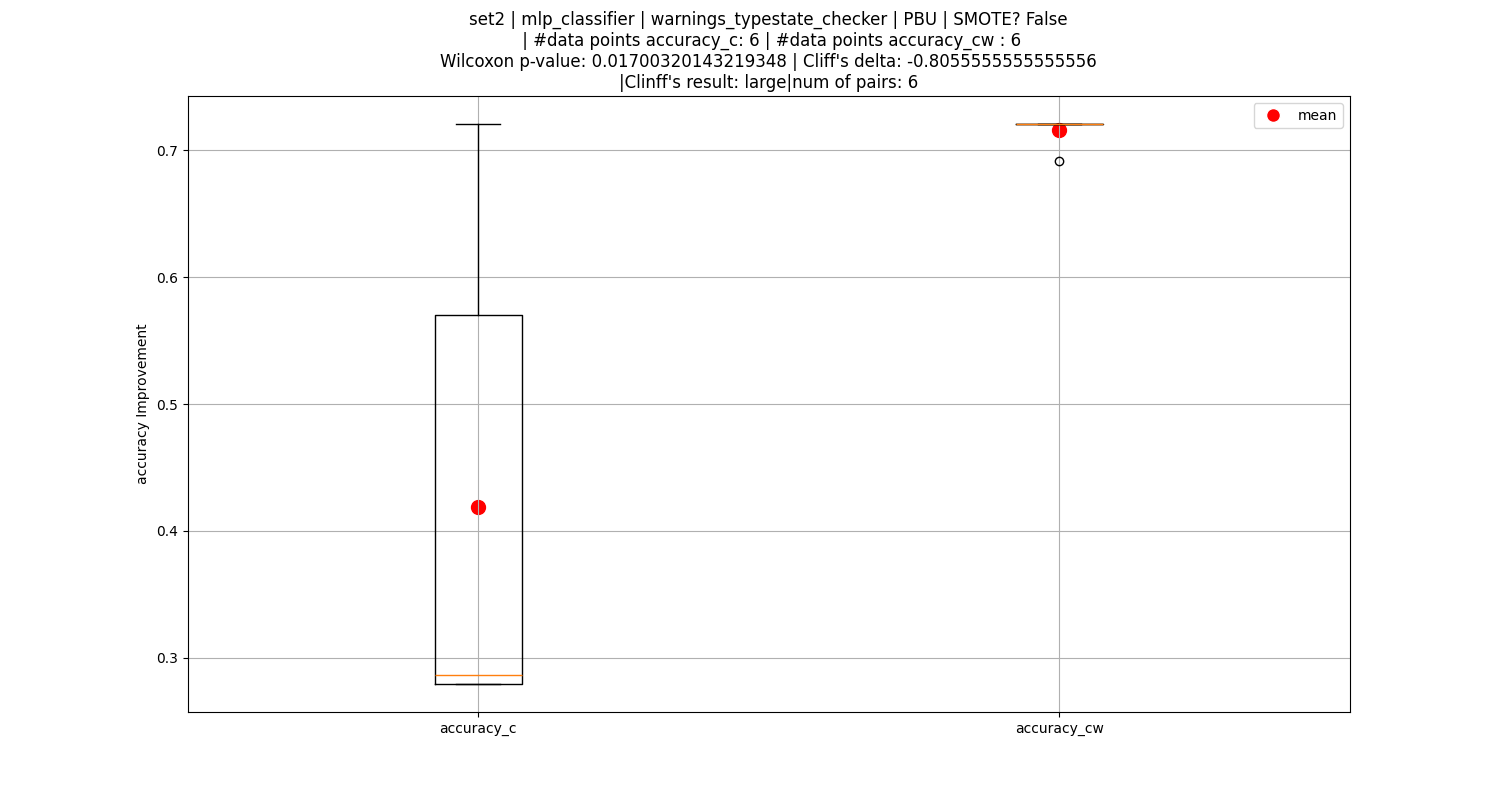 set2 | mlp_classifier | warnings_typestate_checker | PBU | SMOTE? False
| #data points accuracy_c: 6 | #data points accuracy_cw : 6
Wilcoxon p-value: 0.01700320143219348 | Cliff's delta: -0.8055555555555556
|Clinff's result: large|num of pairs: 6
mean
0.7
0.6
0.5
0.4
0.3
accuracy Improvement
accuracy_c
accuracy_cw